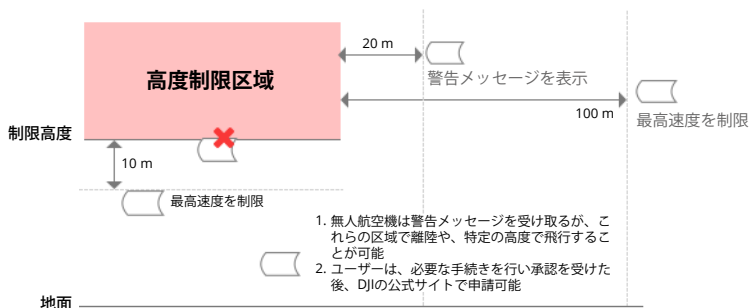 20 m
高度制限区域
警告メッセージを表示
100 m
最高速度を制限
制限高度
10 m
最高速度を制限
1. 無人航空機は警告メッセージを受け取るが、こ
れらの区域で離陸や、特定の高度で飛行するこ
とが可能
2. ユーザーは、必要な手続きを行い承認を受けた
後、DJIの公式サイトで申請可能
地面